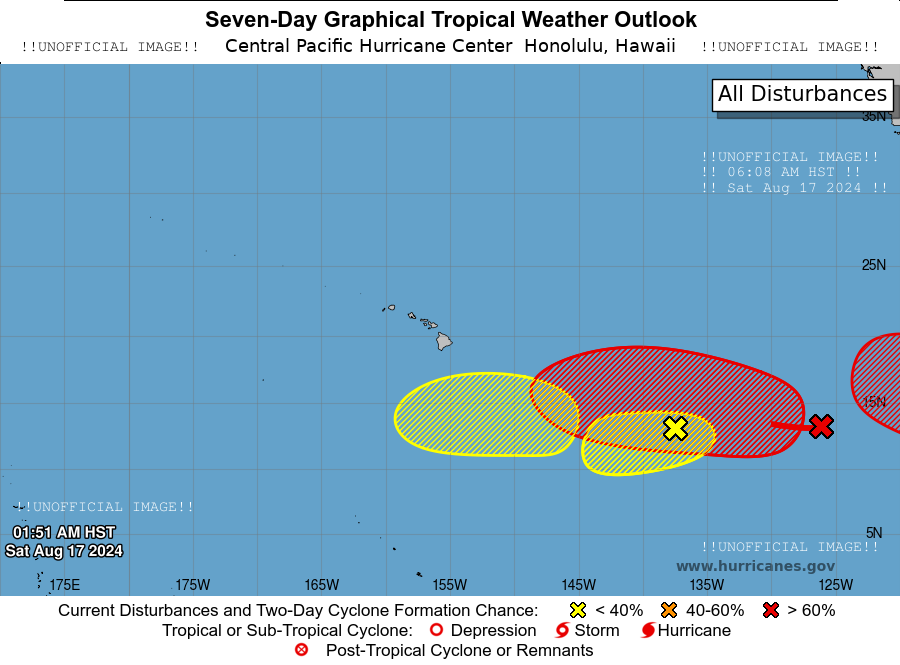 Seven-Day Graphical Tropical Weather Outlook
!!UNOFFICIAL IMAGE!! Central Pacific Hurricane Center Honolulu, Hawaii !!UNOFFICIAL IMAGE!!
All Disturbances
35N
!!UNOFFICIAL IMAGE!!
!! 06:08 AM HST !!
!! Sat Aug 17 2024 !!
25N
15N
!!UNOFFICIAL IMAGE!!
01:51 AM HST
Sat Aug 17 2024
5N
!!UNOFFICIAL IMAGE!!
www.hurricanes.gov
175E 175W 165W 155W 145W 135W 125W
Current Disturbances and Two-Day Cyclone Formation Chance: < 40% 40-60% > 60%
Tropical or Sub-Tropical Cyclone: Depression Storm Hurricane
Post-Tropical Cyclone or Remnants